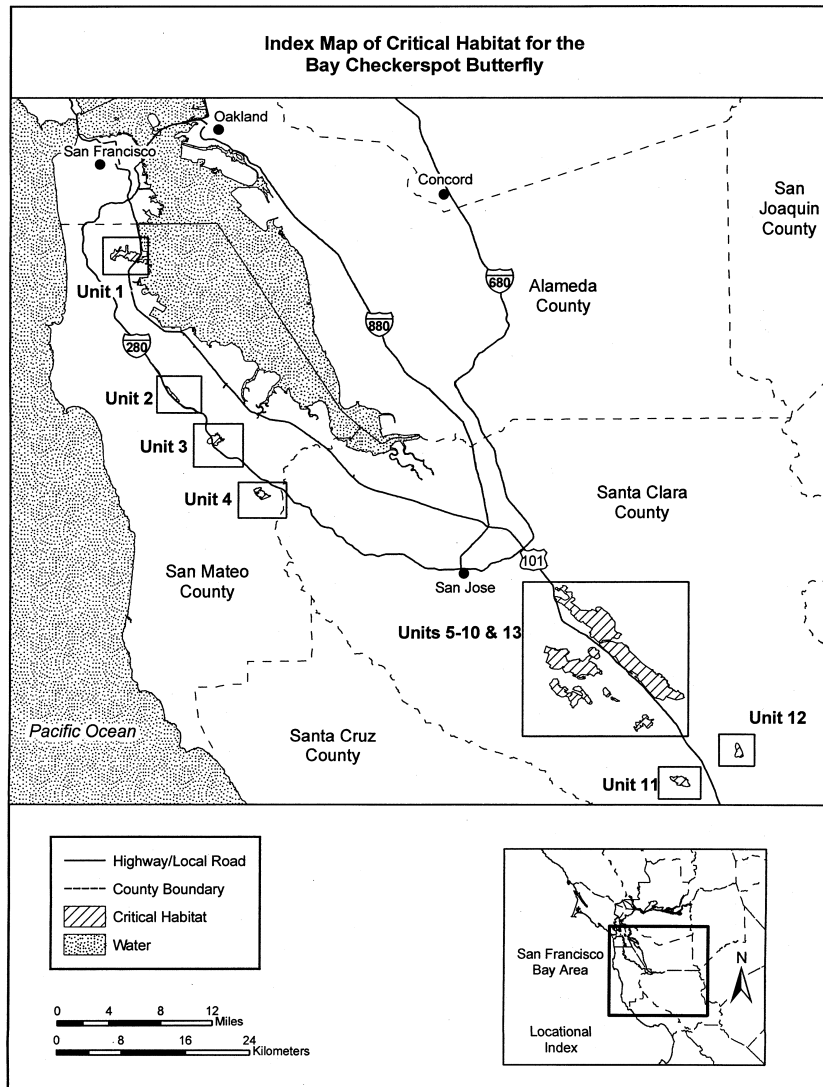 Index Map of Critical Habitat for the
Bay Checkerspot Butterfly
Oakland
San Francisco
Concord
San
Joaquin
County
Unit 1
680
Alameda
County
880
280
Unit 2
Unit 3
Unit 4
Santa Clara
County
101
San Mateo
County
San Jose
Units 5-10 & 13
Pacific Ocean
Santa Cruz
County
Unit 12
Unit 11
Highway/Local Road
County Boundary
Critical Habitat
Water
San Francisco
Bay Area
N
Locational
Index
0 4 8 12
Miles
0 8 16 24
Kilometers